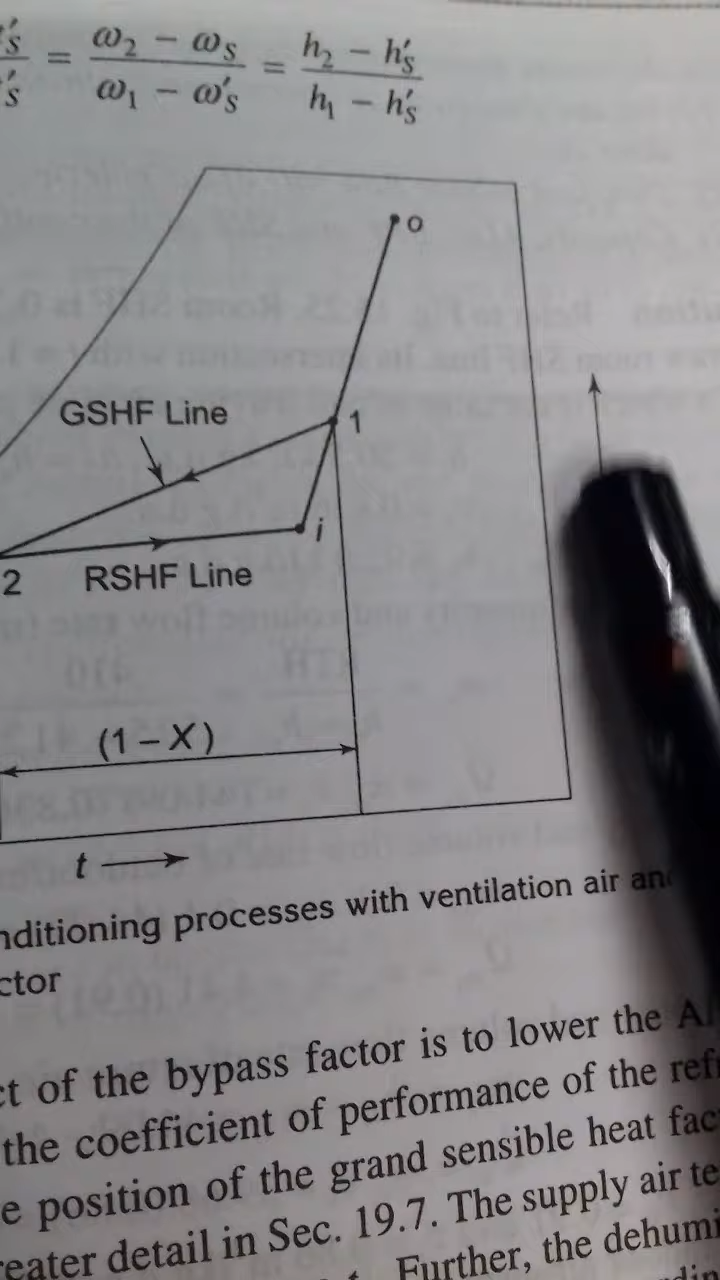 t'S / t'S = ω2 − ωS / ω1 − ω'S = h2 − h'S / h1 − h'S
o
GSHF Line
1
i
2 RSHF Line
(1 – X)
t
nditioning processes with ventilation air an
ctor
ct of the bypass factor is to lower the A
the coefficient of performance of the refr
e position of the grand sensible heat fac
reater detail in Sec. 19.7. The supply air te
Further, the dehumi